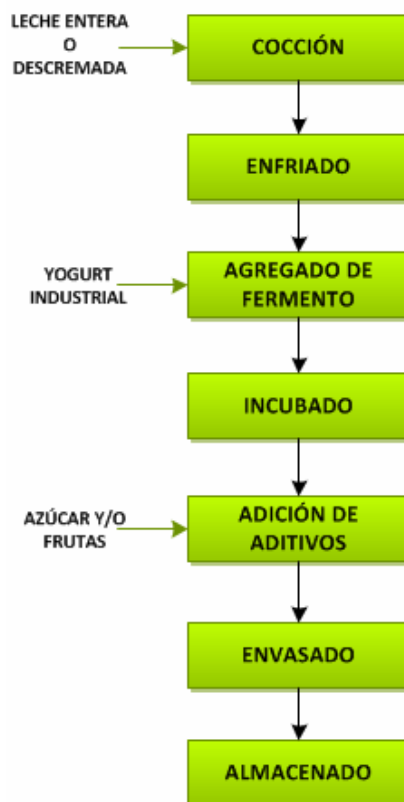 LECHE ENTERA
O
DESCREMADA
COCCIÓN
ENFRIADO
YOGURT
INDUSTRIAL
AGREGADO DE
FERMENTO
INCUBADO
AZÚCAR Y/O
FRUTAS
ADICIÓN DE
ADITIVOS
ENVASADO
ALMACENADO